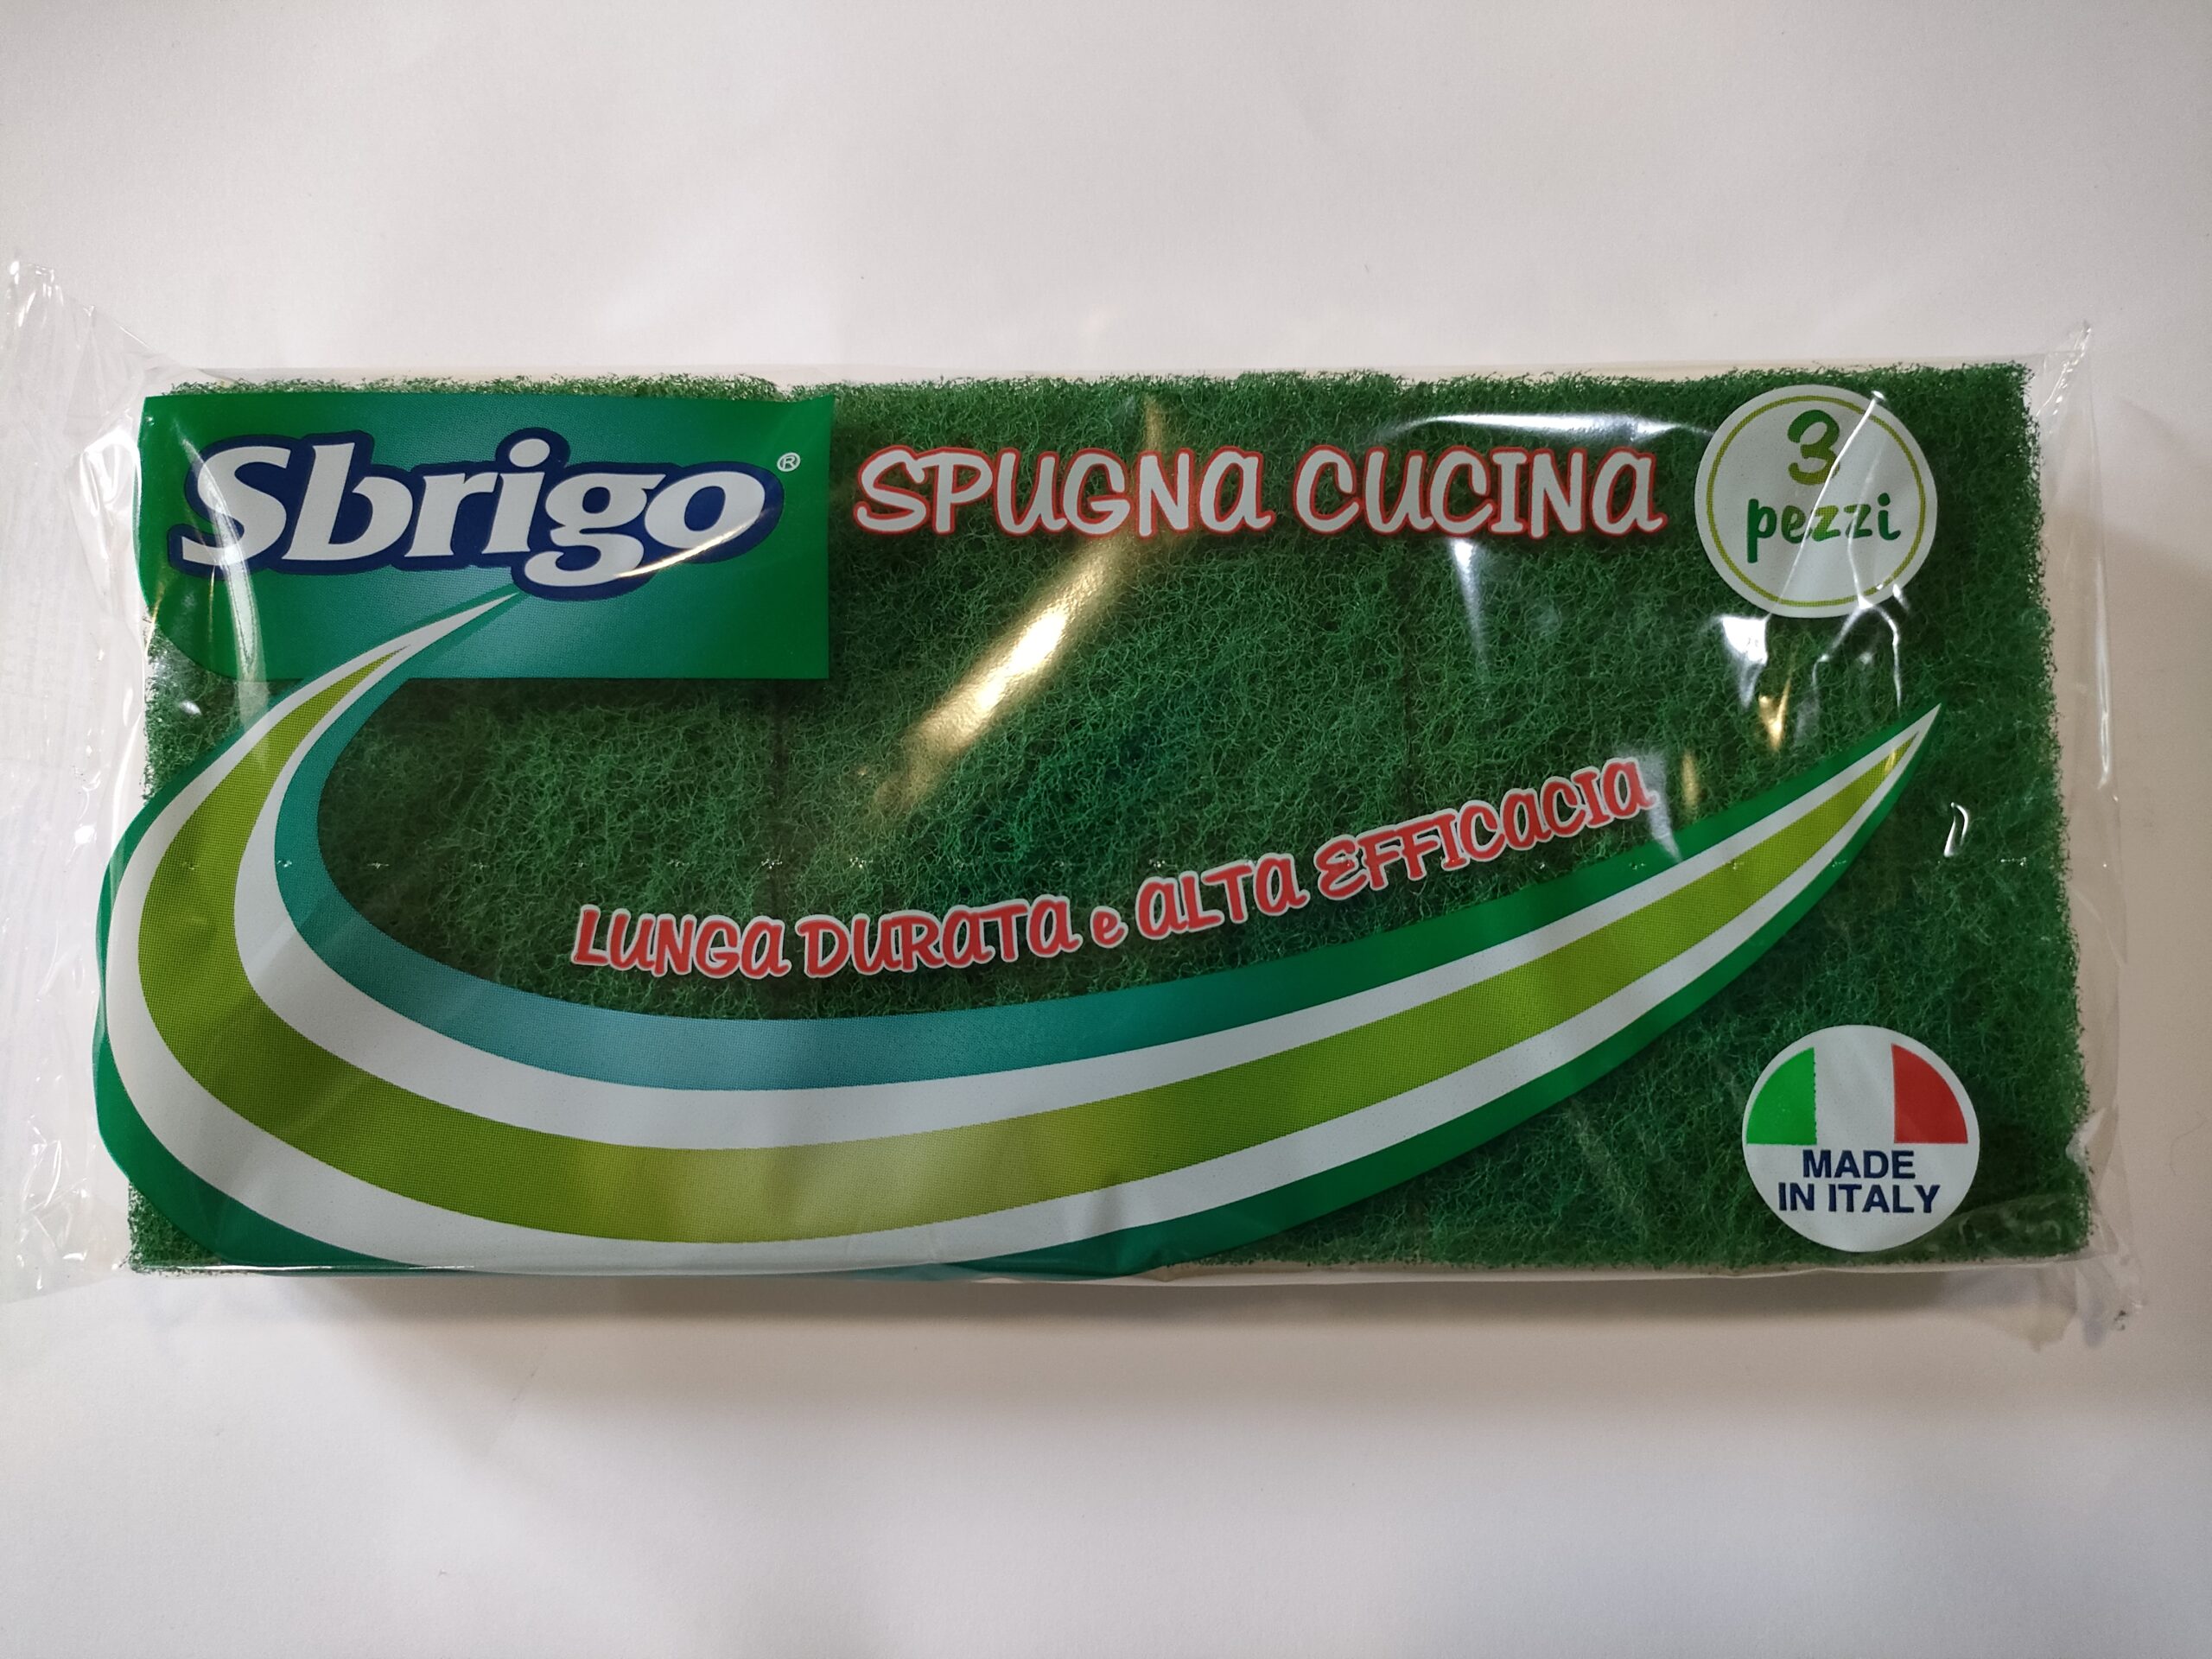 Sbrigo®
SPUGNA CUCINA
3
pezzi
LUNGA DURATA e ALTA EFFICACIA
MADE
IN ITALY